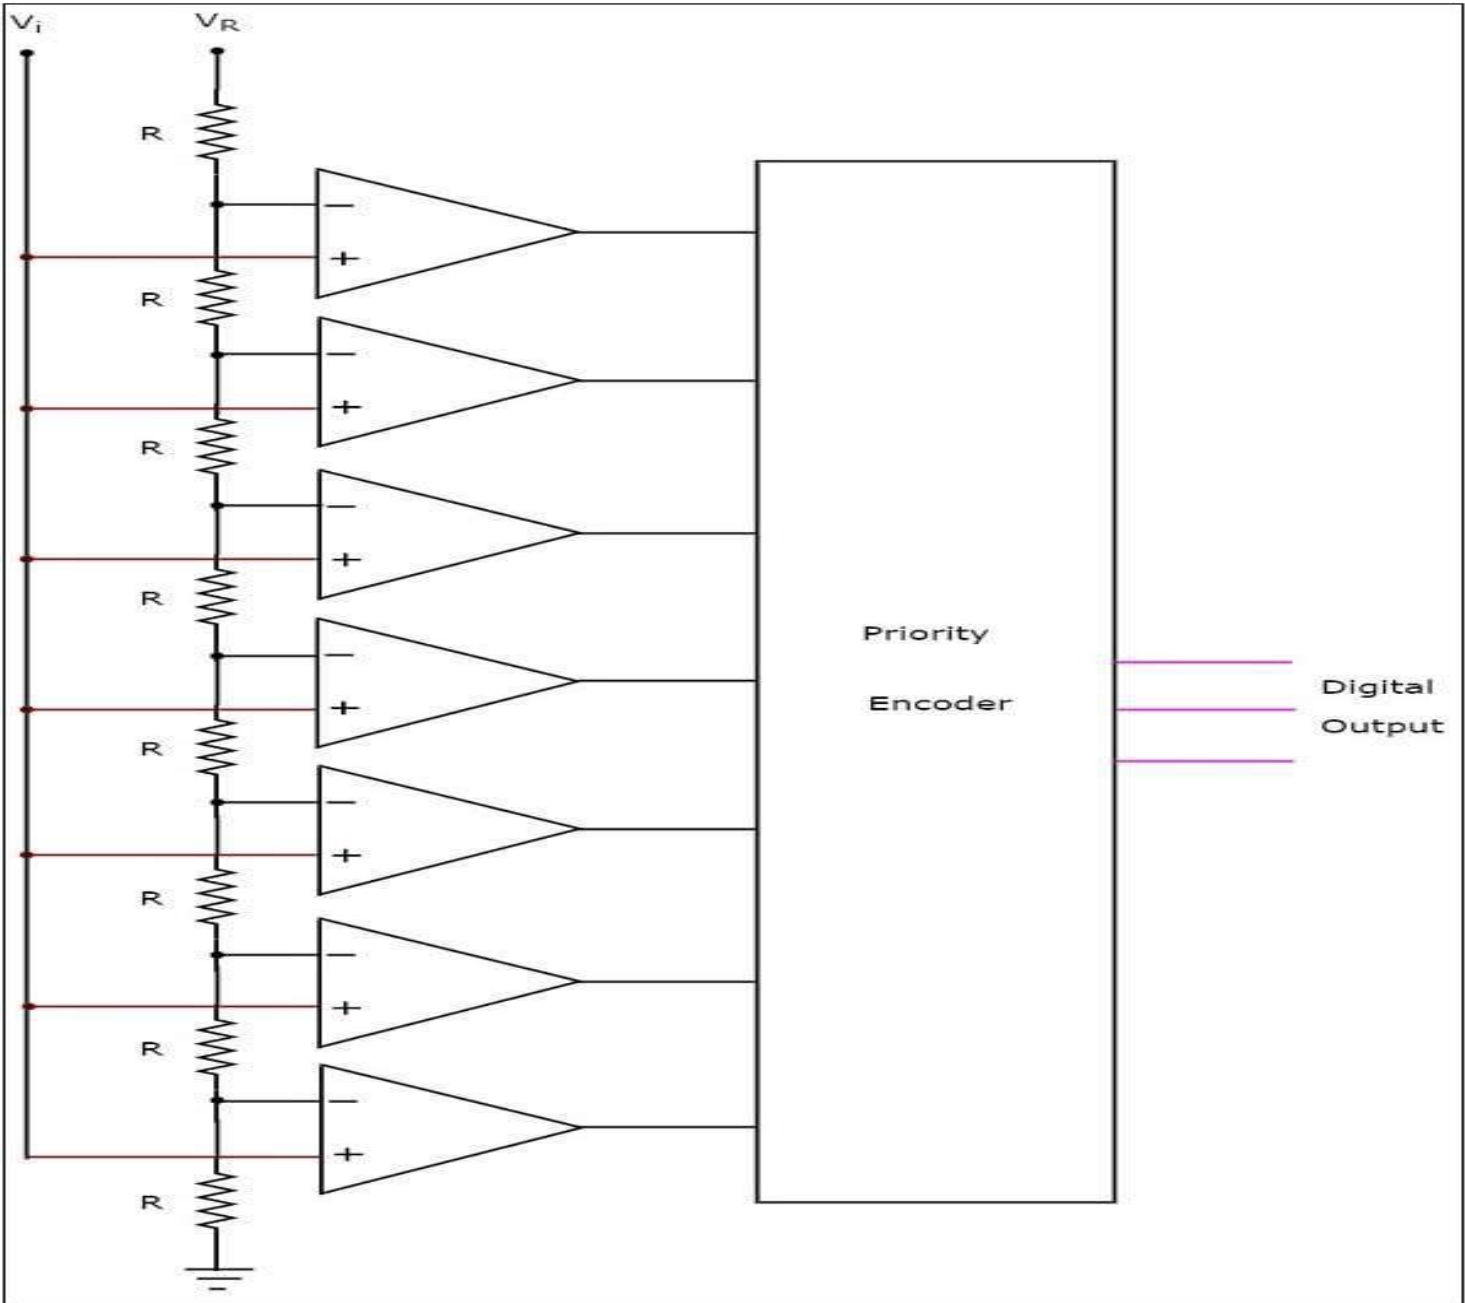 Vi
VR
R
− +
R
− +
R
− +
R
− +
R
− +
R
− +
R
− +
R
Priority
Encoder
Digital
Output